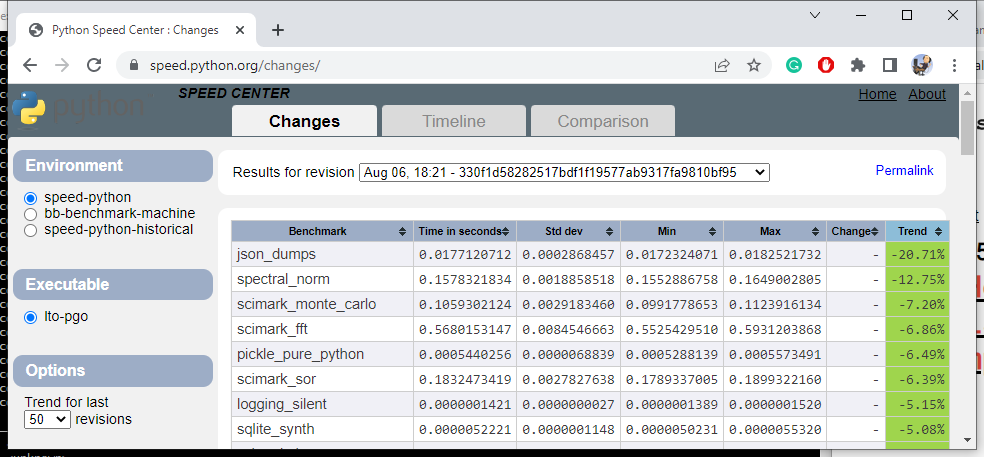 Python Speed Center : Changes
speed.python.org/changes/
python
SPEED CENTER
Home About
Changes Timeline Comparison
Environment
speed-python
bb-benchmark-machine
speed-python-historical
Executable
lto-pgo
Options
Trend for last
50 revisions
Results for revision Aug 06, 18:21 - 330f1d58282517bdf1f19577ab9317fa9810bf95
Permalink
Benchmark Time in seconds Std dev Min Max Change Trend
json_dumps 0.0177120712 0.0002868457 0.0172324071 0.0182521732 - -20.71%
spectral_norm 0.1578321834 0.0018858518 0.1552886758 0.1649002805 - -12.75%
scimark_monte_carlo 0.1059302124 0.0029183460 0.0991778653 0.1123916134 - -7.20%
scimark_fft 0.5680153147 0.0084546663 0.5525429510 0.5931203868 - -6.86%
pickle_pure_python 0.0005440256 0.0000068839 0.0005288139 0.0005573491 - -6.49%
scimark_sor 0.1832473419 0.0027827638 0.1789337005 0.1899322160 - -6.39%
logging_silent 0.0000001421 0.0000000027 0.0000001389 0.0000001520 - -5.15%
sqlite_synth 0.0000052221 0.0000001148 0.0000050231 0.0000055320 - -5.08%